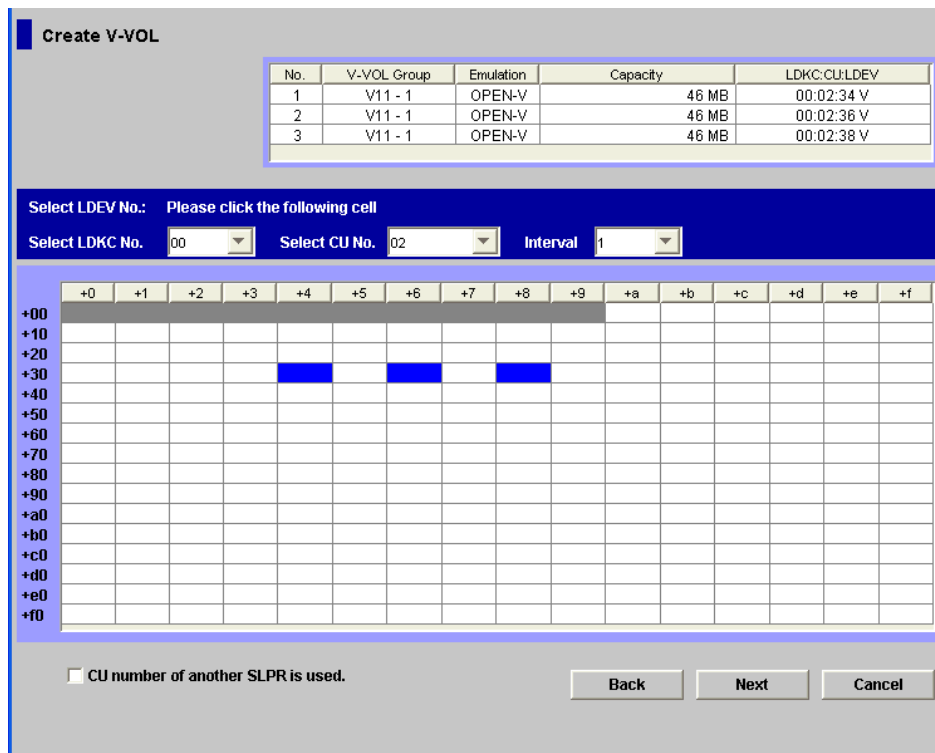 Create V-VOL
No. V-VOL Group Emulation Capacity LDKC:CU:LDEV
1 V11 - 1 OPEN-V 46 MB 00:02:34 V
2 V11 - 1 OPEN-V 46 MB 00:02:36 V
3 V11 - 1 OPEN-V 46 MB 00:02:38 V
Select LDEV No.: Please click the following cell
Select LDKC No. 00 Select CU No. 02 Interval 1
+0 +1 +2 +3 +4 +5 +6 +7 +8 +9 +a +b +c +d +e +f
+00
+10
+20
+30
+40
+50
+60
+70
+80
+90
+a0
+b0
+c0
+d0
+e0
+f0
CU number of another SLPR is used.
Back Next Cancel